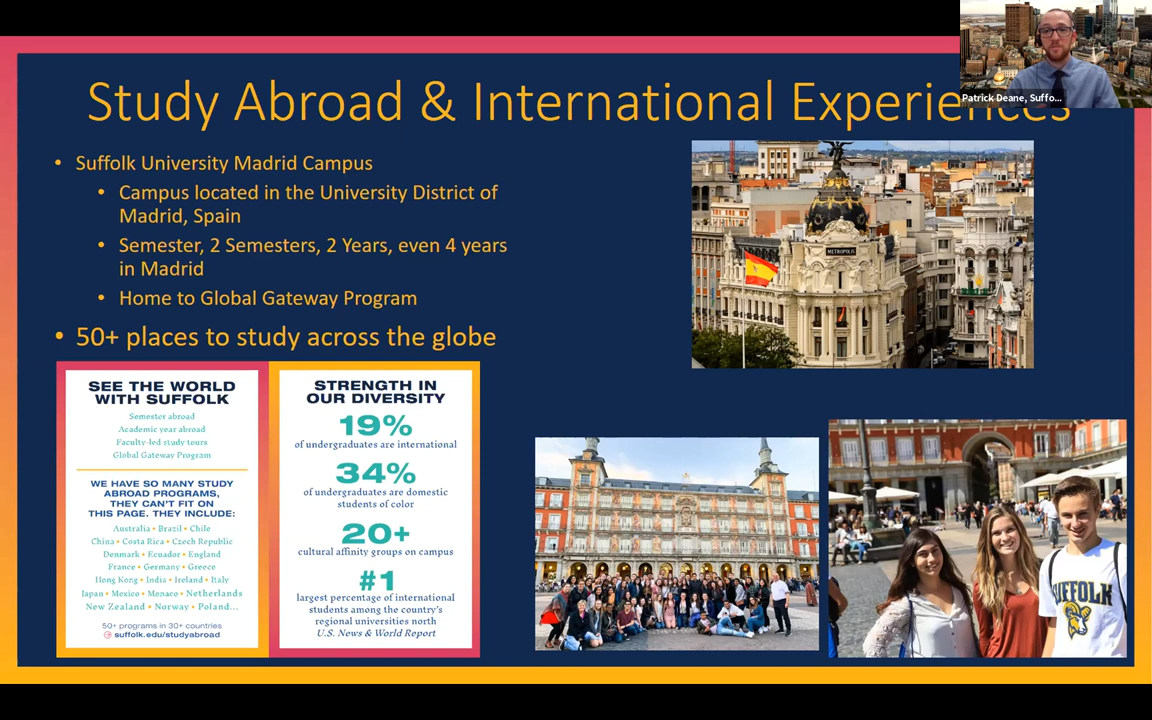 Study Abroad & International Experiences
Patrick Deane, Suffo...
• Suffolk University Madrid Campus
• Campus located in the University District of
Madrid, Spain
• Semester, 2 Semesters, 2 Years, even 4 years
in Madrid
• Home to Global Gateway Program
• 50+ places to study across the globe
METROPOLIS
SEE THE WORLD
WITH SUFFOLK
Semester abroad
Academic year abroad
Faculty-led study tours
Global Gateway Program
WE HAVE SO MANY STUDY
ABROAD PROGRAMS,
THEY CAN'T FIT ON
THIS PAGE. THEY INCLUDE:
Australia • Brazil • Chile
China • Costa Rica • Czech Republic
Denmark • Ecuador • England
France • Germany • Greece
Hong Kong • India • Ireland • Italy
Japan • Mexico • Monaco • Netherlands
New Zealand • Norway • Poland...
50+ programs in 30+ countries
suffolk.edu/studyabroad
STRENGTH IN
OUR DIVERSITY
19%
of undergraduates are international
34%
of undergraduates are domestic
students of color
20+
cultural affinity groups on campus
#1
largest percentage of international
students among the country's
regional universities north
U.S. News & World Report
SUFFOLK